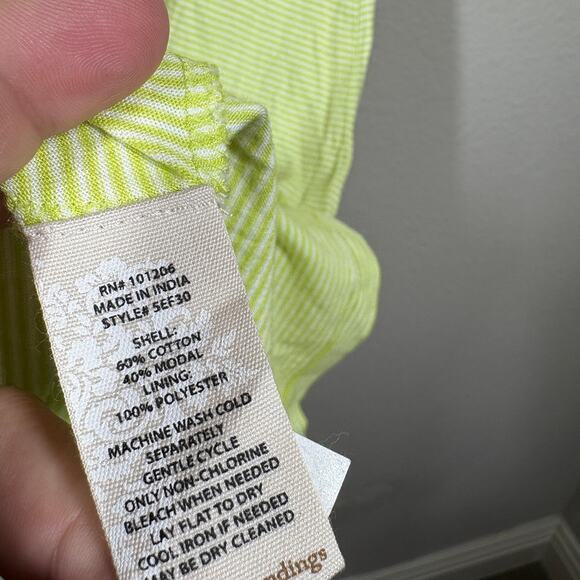 RN# 101206
MADE IN INDIA
STYLE# 5EF30
SHELL:
60% COTTON
40% MODAL
LINING:
100% POLYESTER
MACHINE WASH COLD
SEPARATELY
GENTLE CYCLE
ONLY NON-CHLORINE
BLEACH WHEN NEEDED
LAY FLAT TO DRY
COOL IRON IF NEEDED
MAY BE DRY CLEANED